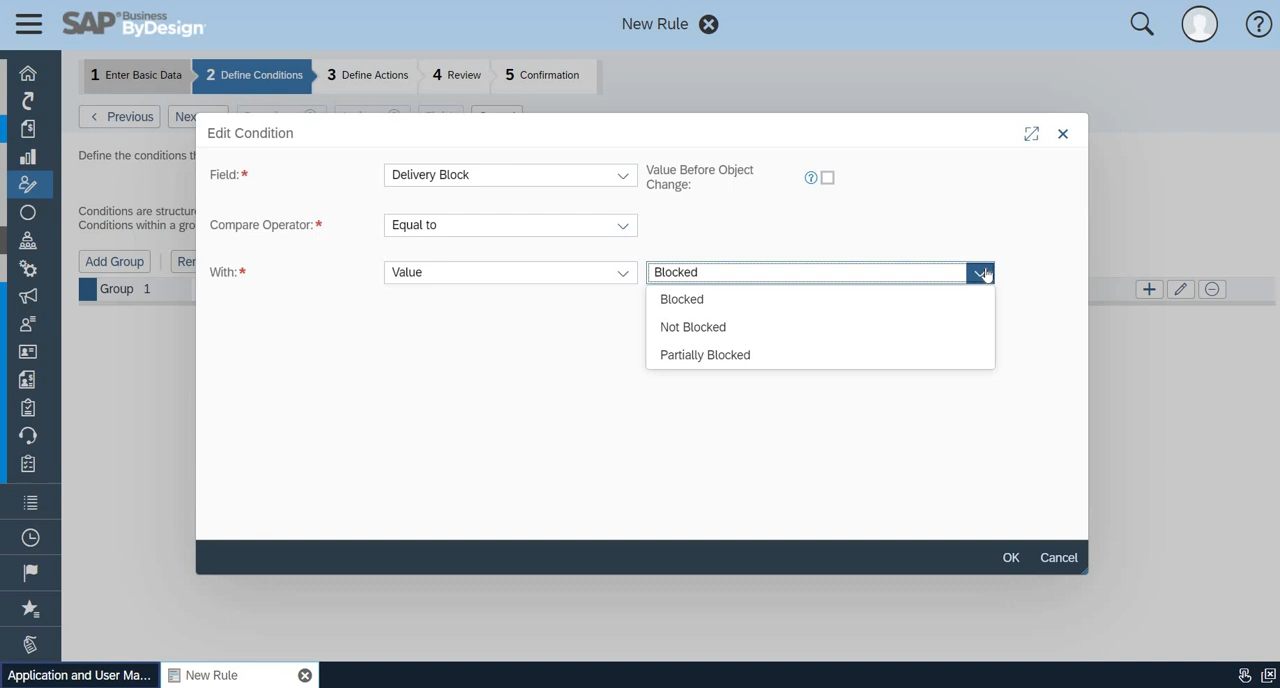 SAP Business ByDesign
New Rule
1 Enter Basic Data 2 Define Conditions 3 Define Actions 4 Review 5 Confirmation
Previous Nex
Edit Condition
Define the conditions th
Field:* Delivery Block Value Before Object Change:
Conditions are structure
Conditions within a gro
Compare Operator:* Equal to
Add Group Rer
With:* Value Blocked
Group 1
Blocked
Not Blocked
Partially Blocked
OK Cancel
Application and User Ma... New Rule